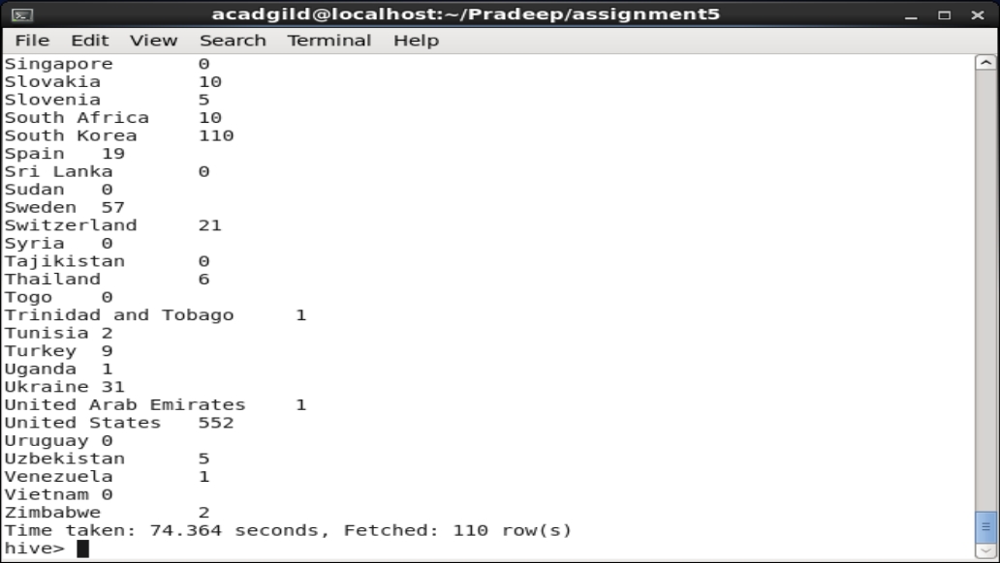 acadgild@localhost:~/Pradeep/assignment5
File Edit View Search Terminal Help
Singapore 0
Slovakia 10
Slovenia 5
South Africa 10
South Korea 110
Spain 19
Sri Lanka 0
Sudan 0
Sweden 57
Switzerland 21
Syria 0
Tajikistan 0
Thailand 6
Togo 0
Trinidad and Tobago 1
Tunisia 2
Turkey 9
Uganda 1
Ukraine 31
United Arab Emirates 1
United States 552
Uruguay 0
Uzbekistan 5
Venezuela 1
Vietnam 0
Zimbabwe 2
Time taken: 74.364 seconds, Fetched: 110 row(s)
hive>